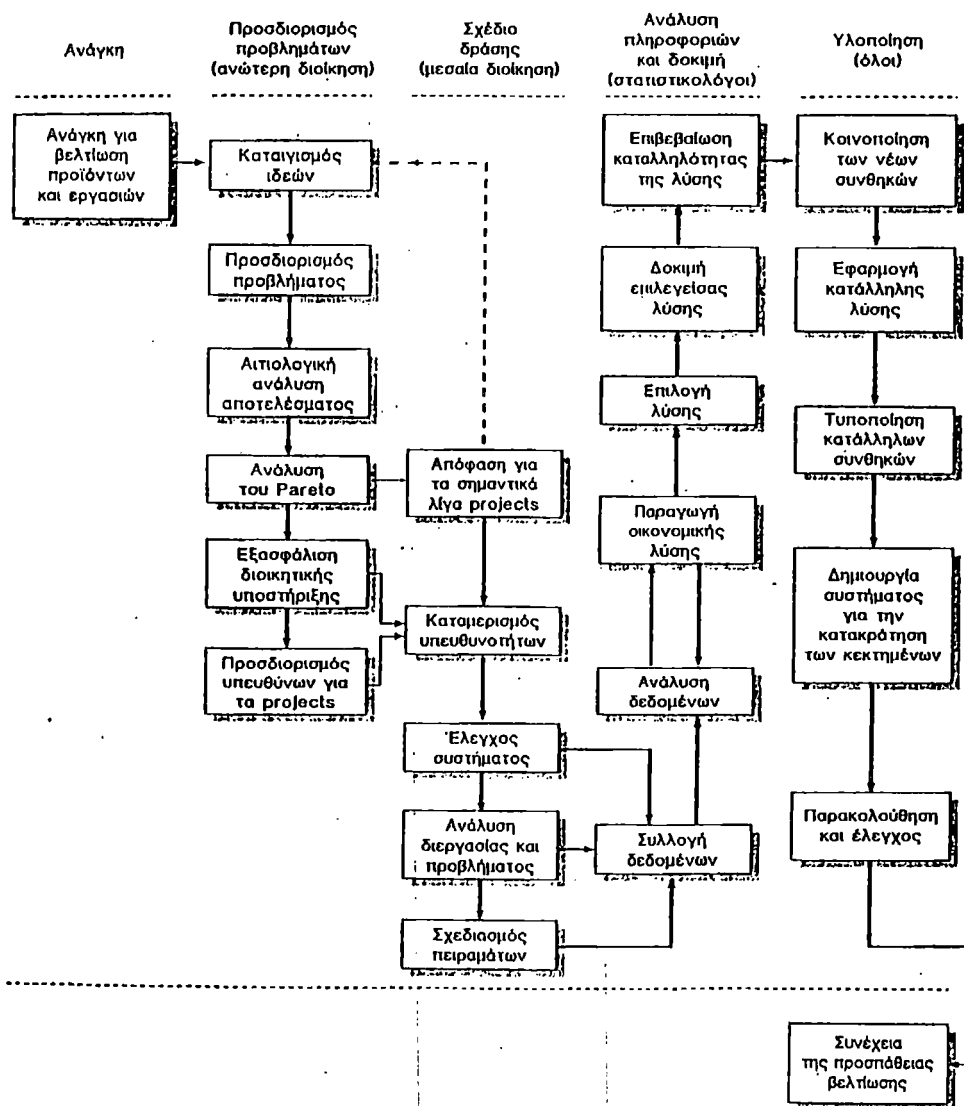 Ανάγκη
Προσδιορισμός
προβλημάτων
(ανώτερη διοίκηση)
Σχέδιο
δράσης
(μεσαία διοίκηση)
Ανάλυση
πληροφοριών
και δοκιμή
(στατιστικολόγοι)
Υλοποίηση
(όλοι)
Ανάγκη για
βελτίωση
προϊόντων
και εργασιών
Καταιγισμός
ιδεών
Προσδιορισμός
προβλήματος
Αιτιολογική
ανάλυση
αποτελέσματος
Ανάλυση
του Pareto
Εξασφάλιση
διοικητικής
υποστήριξης
Προσδιορισμός
υπευθύνων για
τα projects
Απόφαση για
τα σημαντικά
λίγα projects
Καταμερισμός
υπευθυνοτήτων
Έλεγχος
συστήματος
Ανάλυση
διεργασίας και
προβλήματος
Σχεδιασμός
πειραμάτων
Επιβεβαίωση
καταλληλότητας
της λύσης
Δοκιμή
επιλεγείσας
λύσης
Επιλογή
λύσης
Παραγωγή
οικονομικής
λύσης
Ανάλυση
δεδομένων
Συλλογή
δεδομένων
Κοινοποίηση
των νέων
συνθηκών
Εφαρμογή
κατάλληλης
λύσης
Τυποποίηση
κατάλληλων
συνθηκών
Δημιουργία
συστήματος
για την
κατακράτηση
των κεκτημένων
Παρακολούθηση
και έλεγχος
Συνέχεια
της προσπάθειας
βελτίωσης